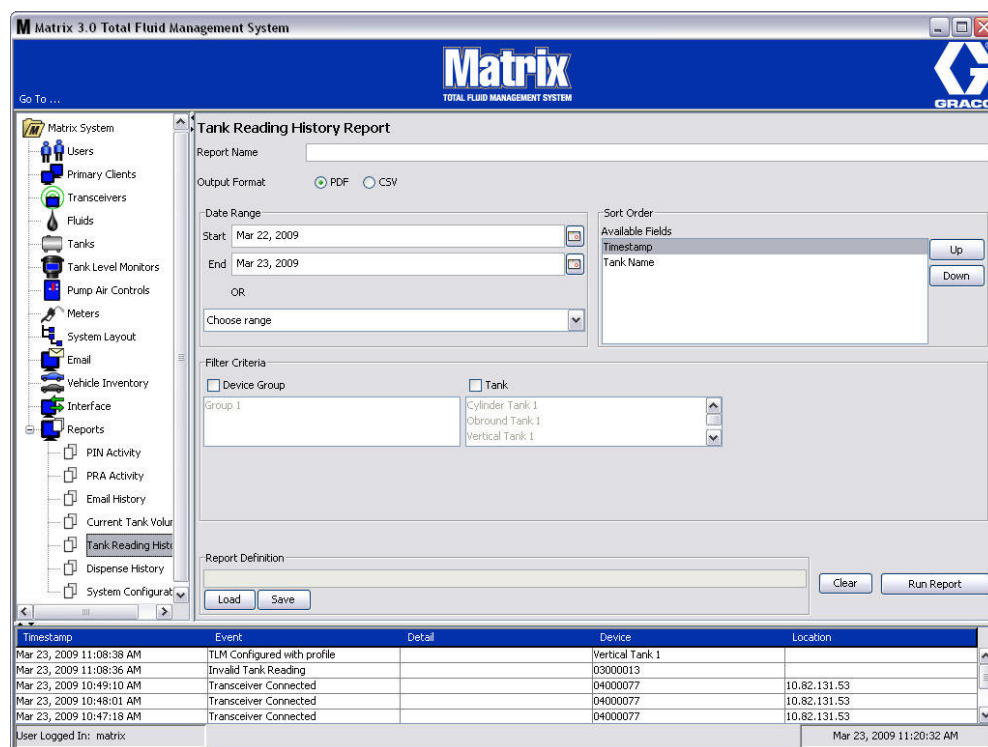 Matrix 3.0 Total Fluid Management System
Matrix
TOTAL FLUID MANAGEMENT SYSTEM
GRACO
Go To ...
Matrix System
Users
Primary Clients
Transceivers
Fluids
Tanks
Tank Level Monitors
Pump Air Controls
Meters
System Layout
Email
Vehicle Inventory
Interface
Reports
PIN Activity
PRA Activity
Email History
Current Tank Volur
Tank Reading Hist
Dispense History
System Configurat
Tank Reading History Report
Report Name
Output Format PDF CSV
Date Range
Start Mar 22, 2009
End Mar 23, 2009
OR
Choose range
Sort Order
Available Fields
Timestamp
Tank Name
Up
Down
Filter Criteria
Device Group
Group 1
Tank
Cylinder Tank 1
Obround Tank 1
Vertical Tank 1
Report Definition
Load Save
Clear Run Report
Timestamp Event Detail Device Location
Mar 23, 2009 11:08:38 AM TLM Configured with profile Vertical Tank 1
Mar 23, 2009 11:08:36 AM Invalid Tank Reading 03000013
Mar 23, 2009 10:49:10 AM Transceiver Connected 04000077 10.82.131.53
Mar 23, 2009 10:48:01 AM Transceiver Connected 04000077 10.82.131.53
Mar 23, 2009 10:47:18 AM Transceiver Connected 04000077 10.82.131.53
User Logged In: matrix Mar 23, 2009 11:20:32 AM